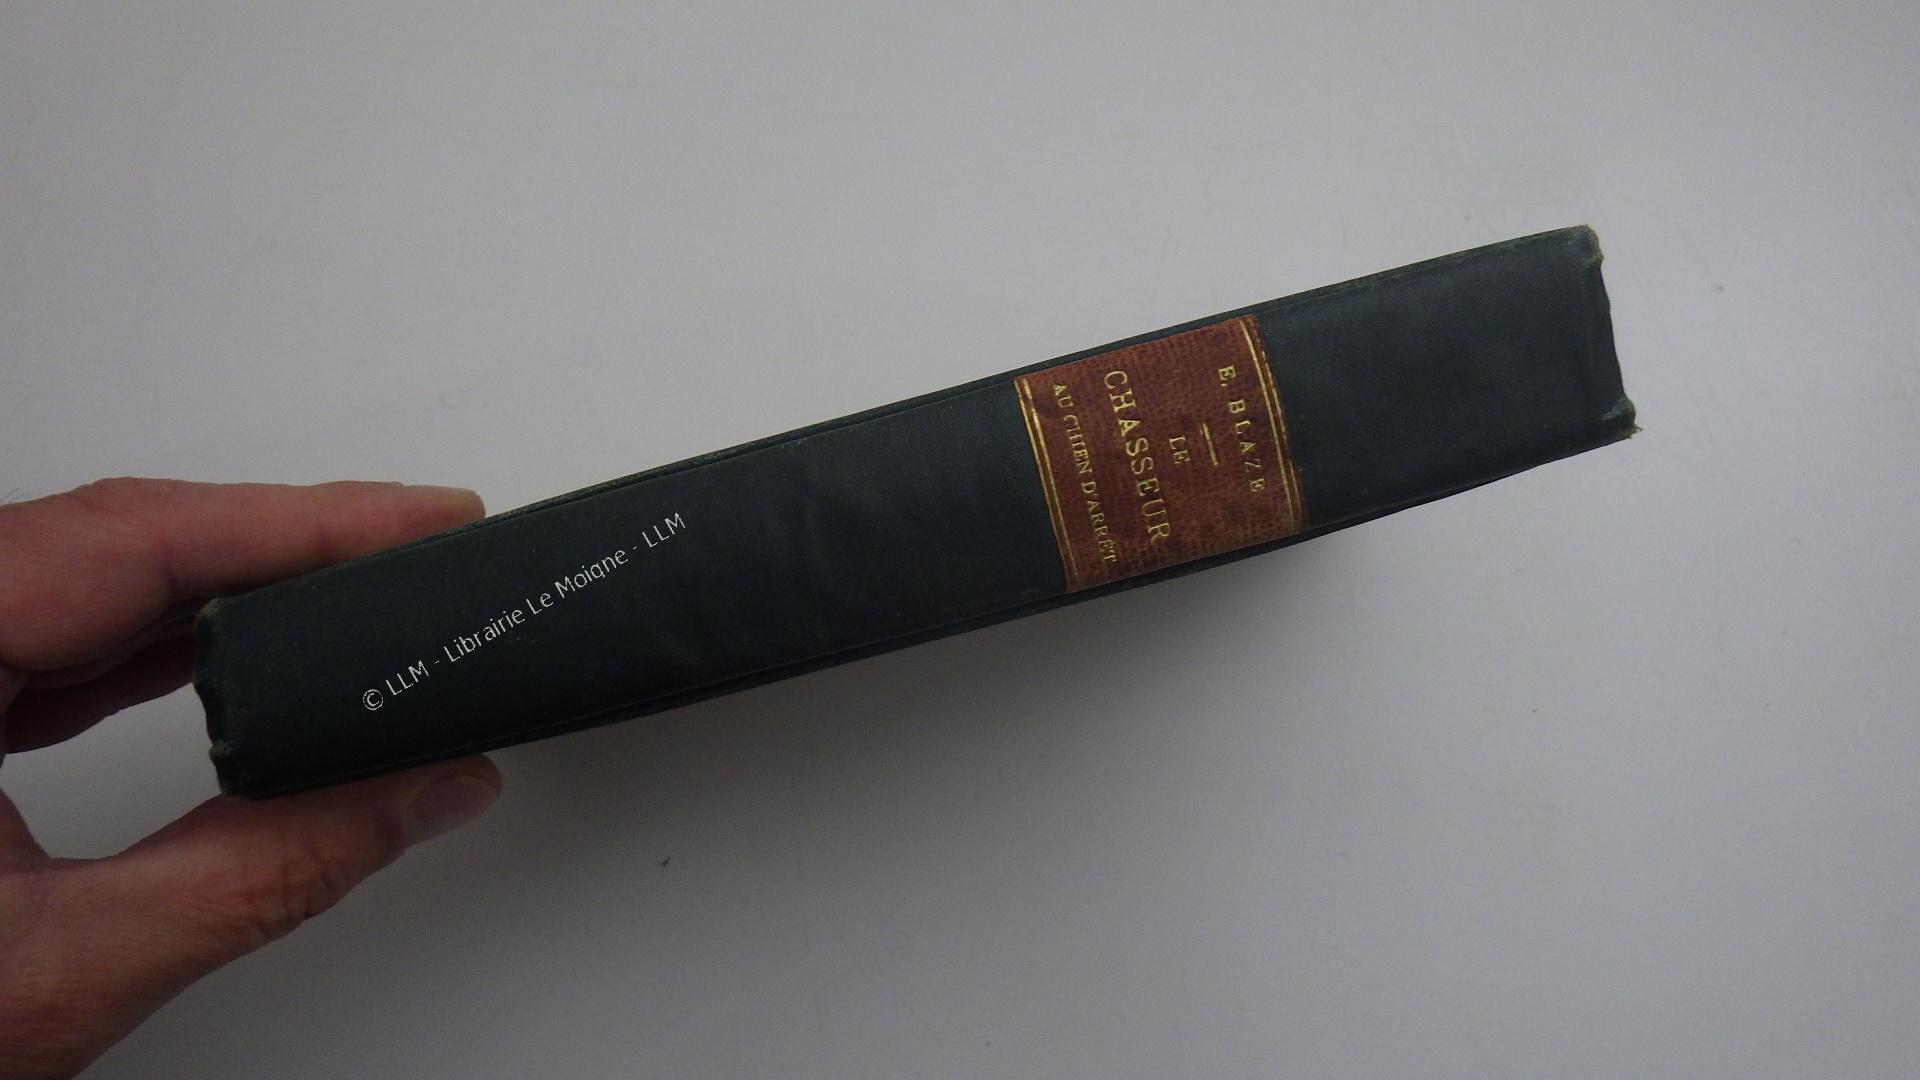 E. BLAZE
LE
CHASSEUR
AU CHIEN D'ARRÊT
© LLM - Librairie Le Moigne - LLM